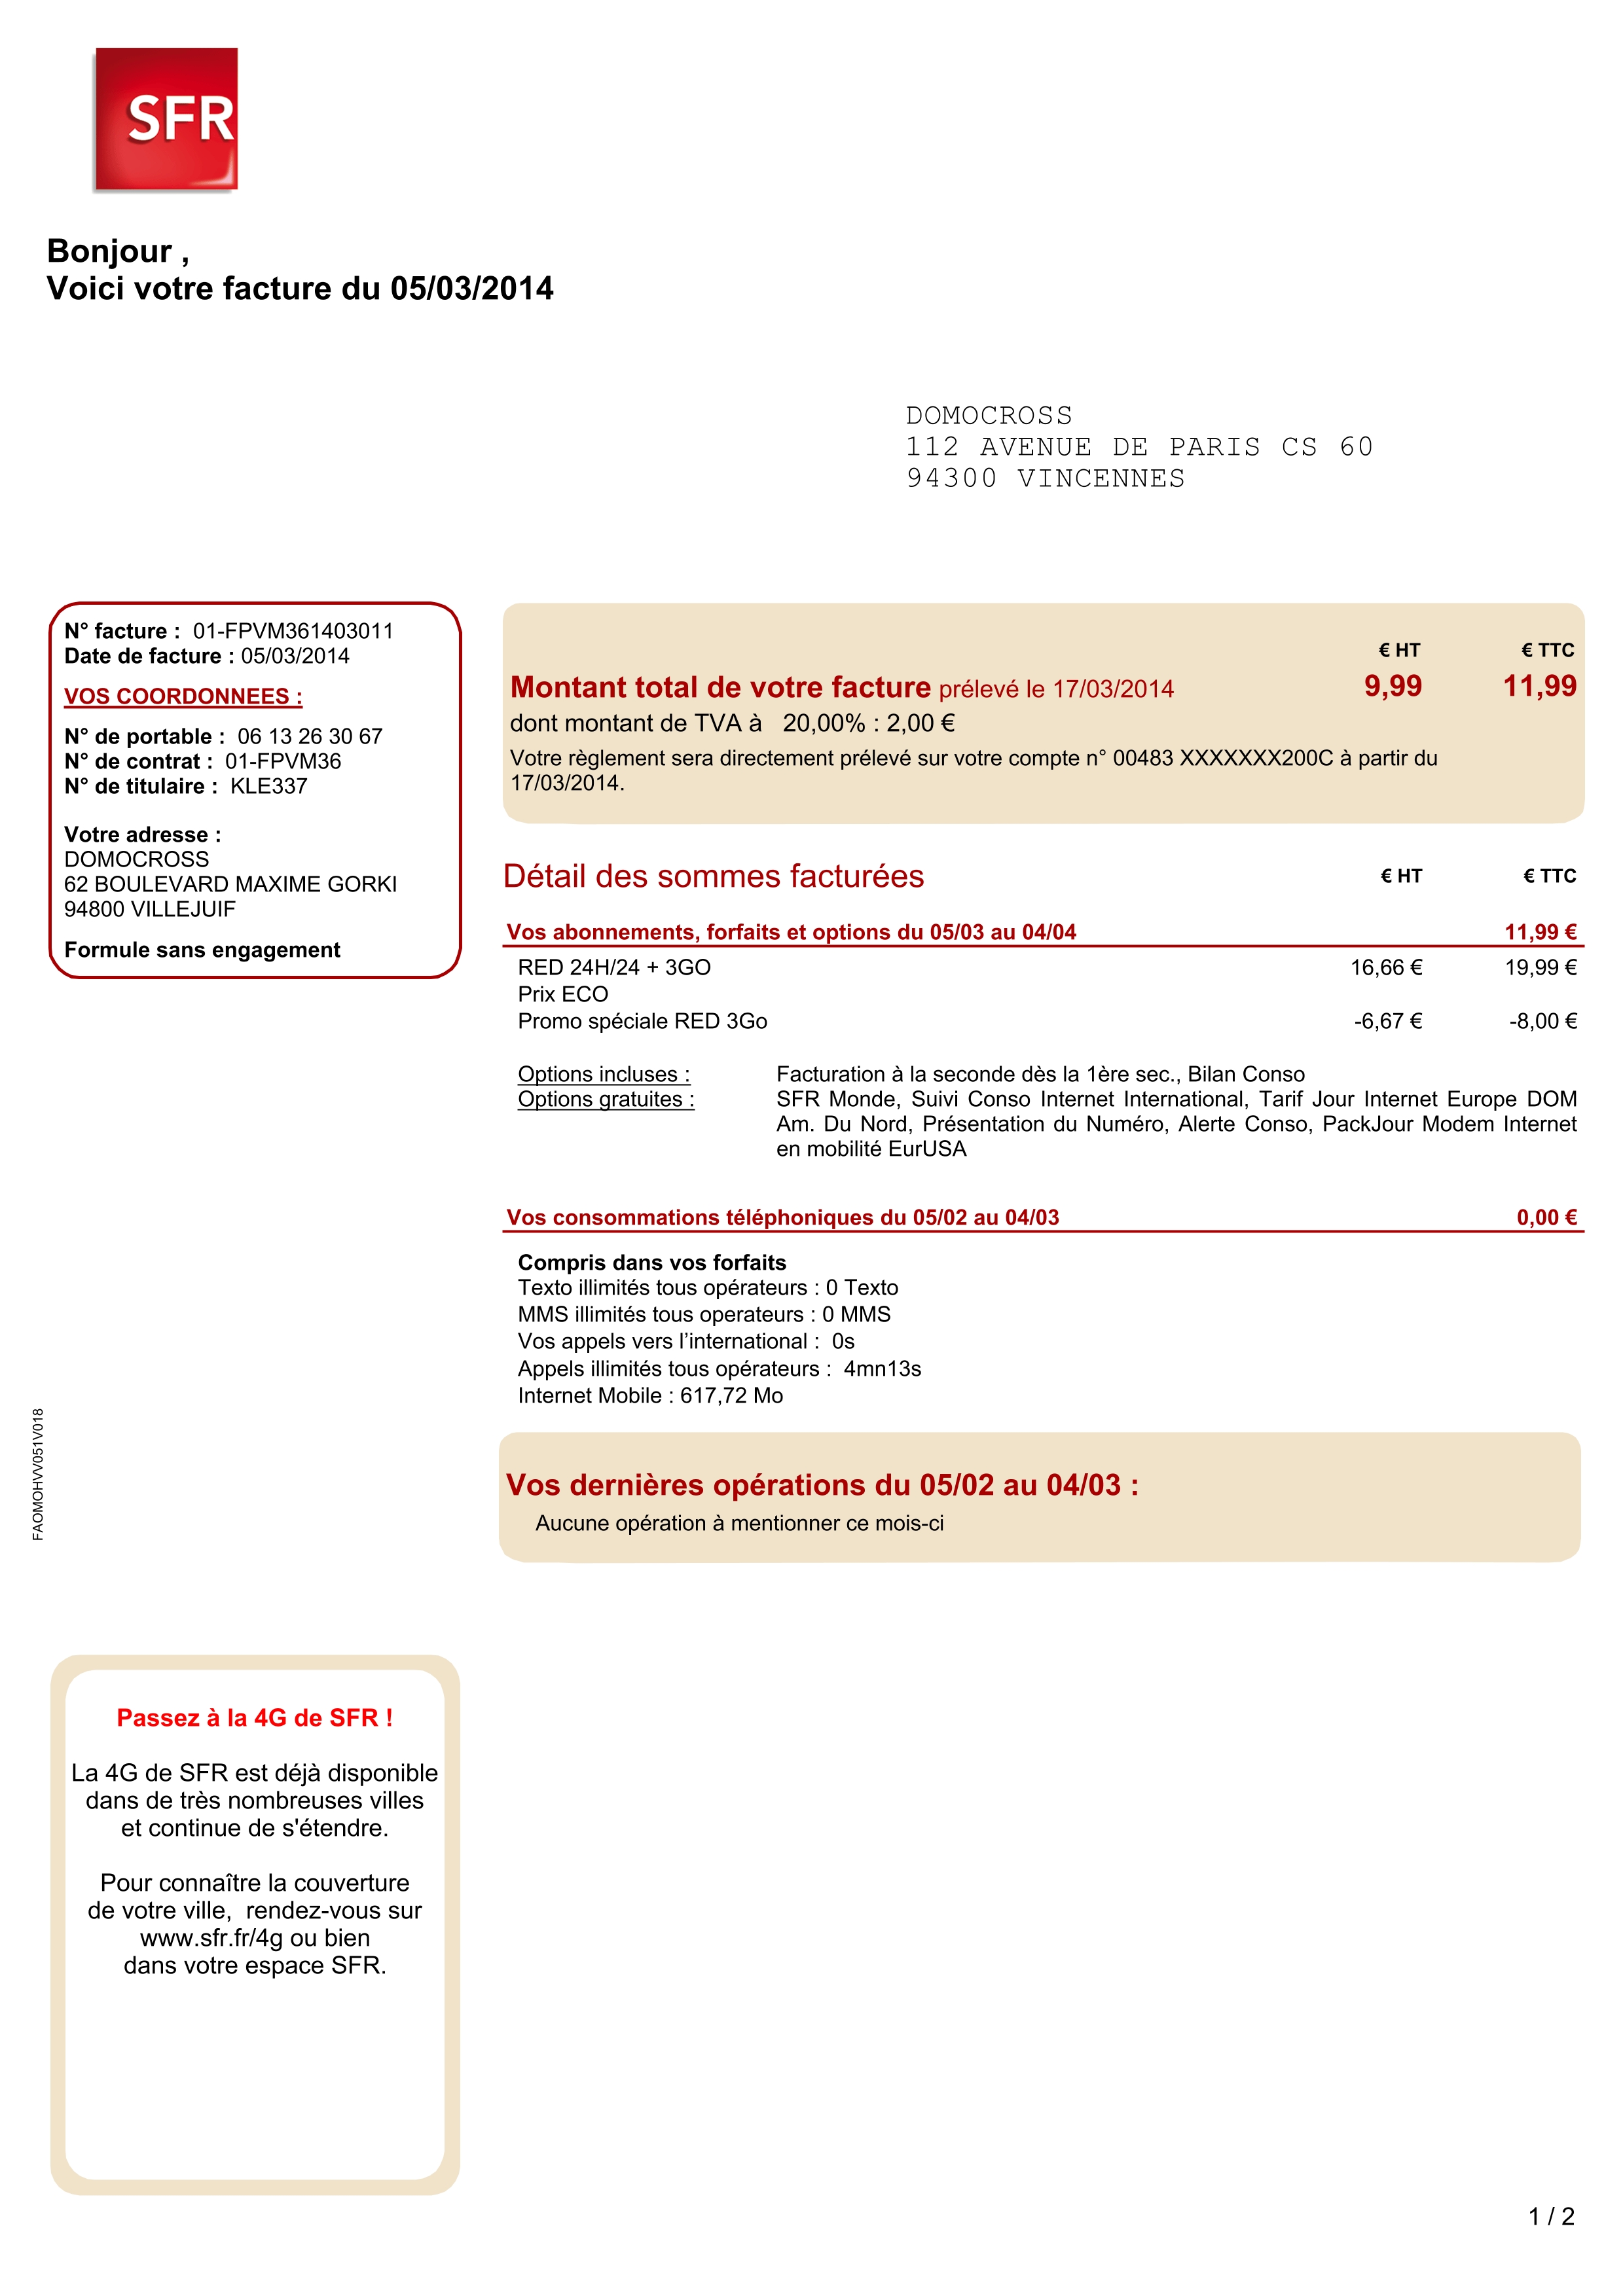 SFR
Bonjour ,
Voici votre facture du 05/03/2014
DOMOCROSS
112 AVENUE DE PARIS CS 60
94300 VINCENNES
N° facture : 01-FPVM361403011
Date de facture : 05/03/2014
VOS COORDONNEES :
N° de portable : 06 13 26 30 67
N° de contrat : 01-FPVM36
N° de titulaire : KLE337
Votre adresse :
DOMOCROSS
62 BOULEVARD MAXIME GORKI
94800 VILLEJUIF
Formule sans engagement
€ HT € TTC
Montant total de votre facture prélevé le 17/03/2014 9,99 11,99
dont montant de TVA à 20,00% : 2,00 €
Votre règlement sera directement prélevé sur votre compte n° 00483 XXXXXXX200C à partir du
17/03/2014.
Détail des sommes facturées € HT € TTC
Vos abonnements, forfaits et options du 05/03 au 04/04 11,99 €
RED 24H/24 + 3GO 16,66 € 19,99 €
Prix ECO
Promo spéciale RED 3Go -6,67 € -8,00 €
Options incluses : Facturation à la seconde dès la 1ère sec., Bilan Conso
Options gratuites : SFR Monde, Suivi Conso Internet International, Tarif Jour Internet Europe DOM
Am. Du Nord, Présentation du Numéro, Alerte Conso, PackJour Modem Internet
en mobilité EurUSA
Vos consommations téléphoniques du 05/02 au 04/03 0,00 €
Compris dans vos forfaits
Texto illimités tous opérateurs : 0 Texto
MMS illimités tous operateurs : 0 MMS
Vos appels vers l’international : 0s
Appels illimités tous opérateurs : 4mn13s
Internet Mobile : 617,72 Mo
Vos dernières opérations du 05/02 au 04/03 :
Aucune opération à mentionner ce mois-ci
FAOMOHVV051V018
Passez à la 4G de SFR !
La 4G de SFR est déjà disponible
dans de très nombreuses villes
et continue de s'étendre.
Pour connaître la couverture
de votre ville, rendez-vous sur
www.sfr.fr/4g ou bien
dans votre espace SFR.
1 / 2